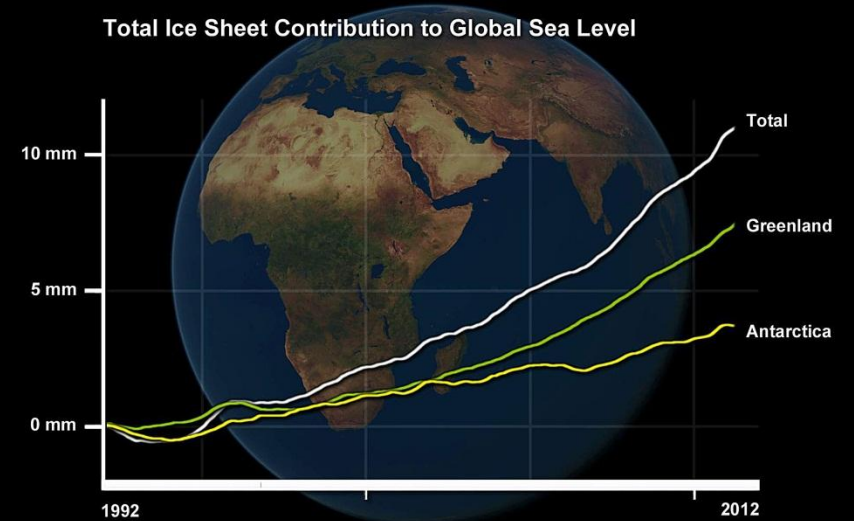 Total Ice Sheet Contribution to Global Sea Level
Total
10 mm
Greenland
5 mm
Antarctica
0 mm
1992
2012